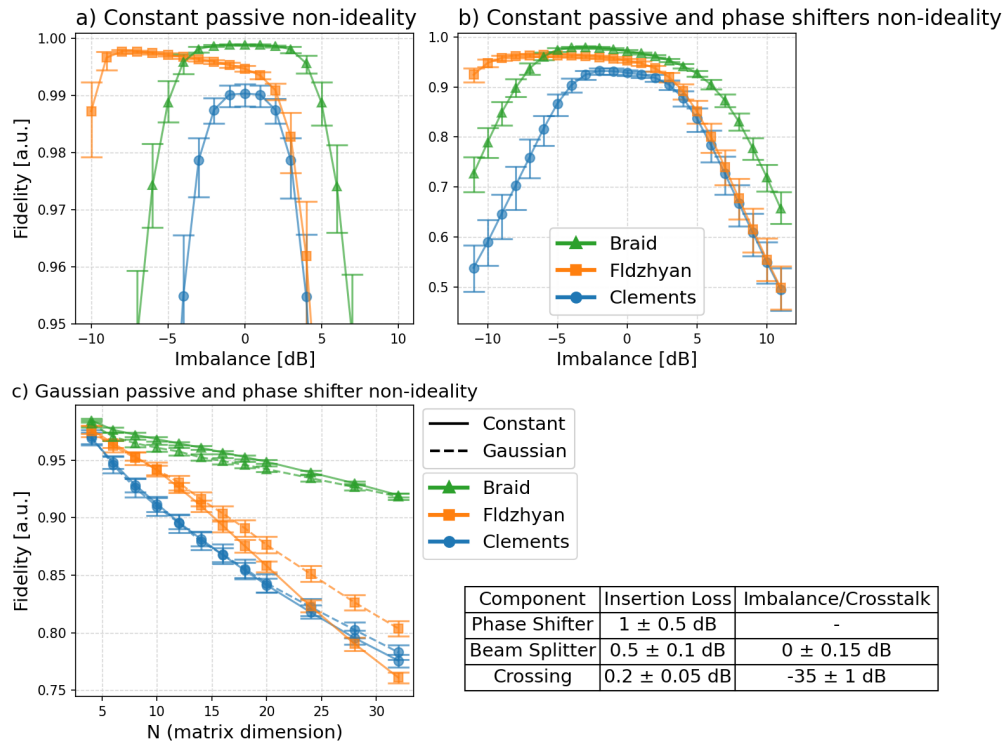 a) Constant passive non-ideality
1.00
0.99
0.98
0.97
0.96
0.95
Fidelity [a.u.]
−10 −5 0 5 10
Imbalance [dB]
b) Constant passive and phase shifters non-ideality
1.0
0.9
0.8
0.7
0.6
0.5
Braid
Fldzhyan
Clements
−10 −5 0 5 10
Imbalance [dB]
c) Gaussian passive and phase shifter non-ideality
0.95
0.90
0.85
0.80
0.75
Fidelity [a.u.]
5 10 15 20 25 30
N (matrix dimension)
Constant
Gaussian
Braid
Fldzhyan
Clements
Component Insertion Loss Imbalance/Crosstalk
Phase Shifter 1 ± 0.5 dB -
Beam Splitter 0.5 ± 0.1 dB 0 ± 0.15 dB
Crossing 0.2 ± 0.05 dB -35 ± 1 dB